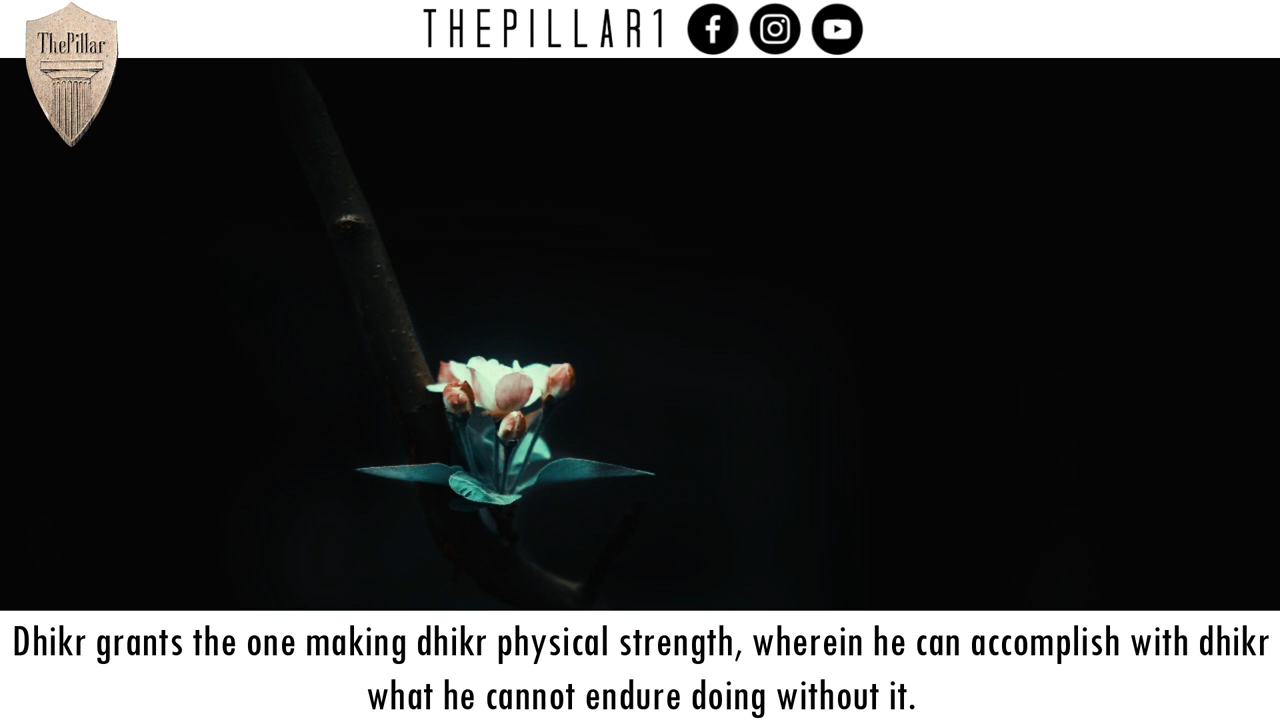 THEPILLAR1
ThePillar
Dhikr grants the one making dhikr physical strength, wherein he can accomplish with dhikr
what he cannot endure doing without it.